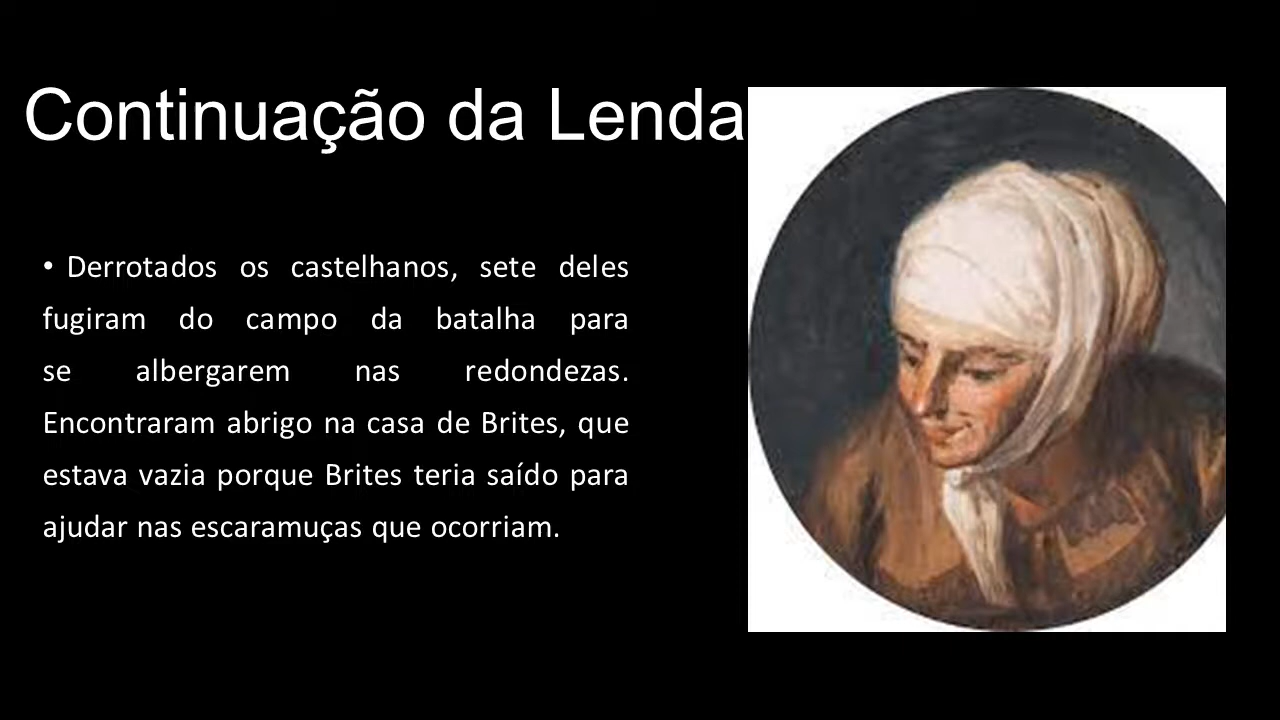 Continuação da Lenda
• Derrotados os castelhanos, sete deles
fugiram do campo da batalha para
se albergarem nas redondezas.
Encontraram abrigo na casa de Brites, que
estava vazia porque Brites teria saído para
ajudar nas escaramuças que ocorriam.